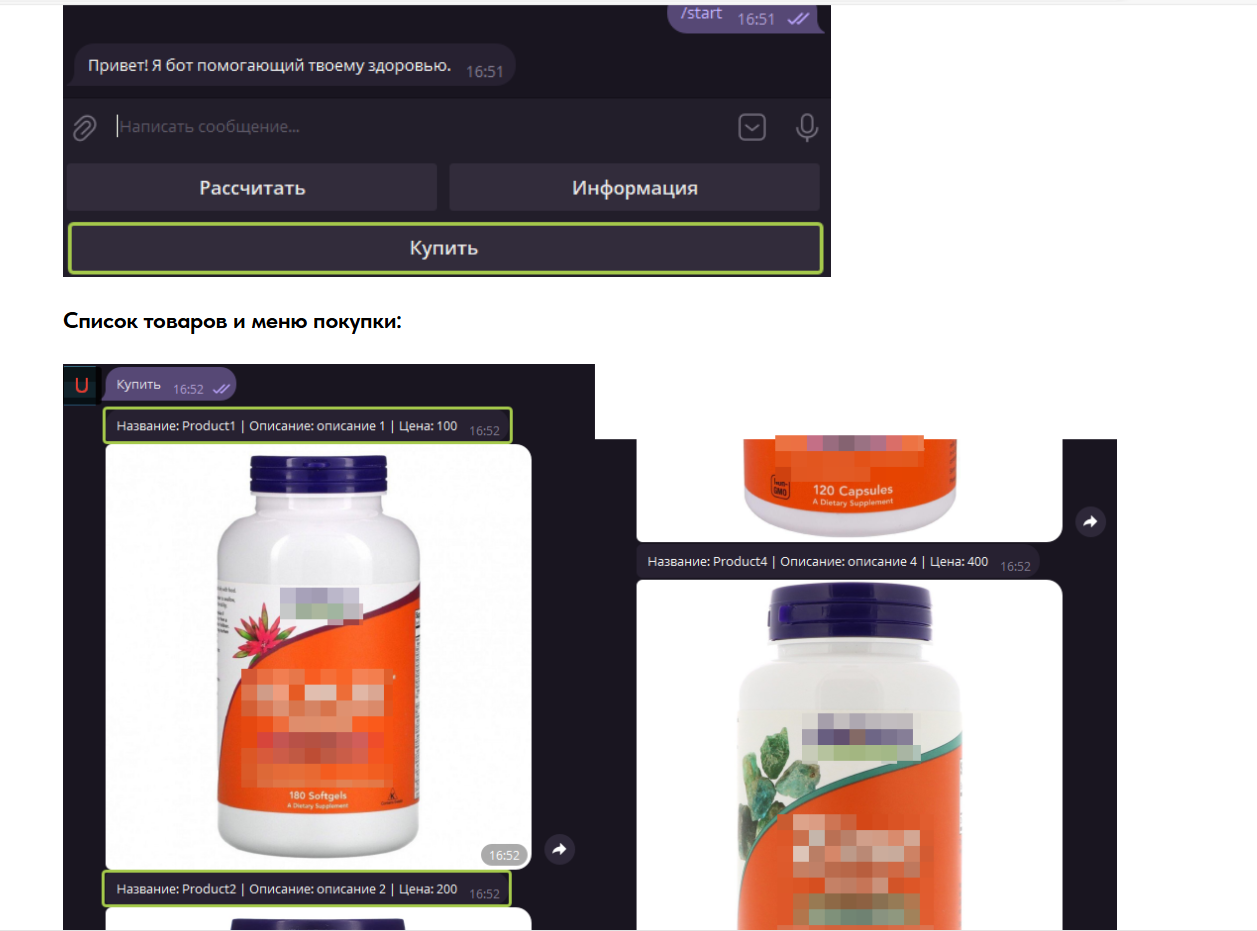 /start 16:51
Привет! Я бот помогающий твоему здоровью. 16:51
Написать сообщение...
Рассчитать
Информация
Купить
Список товаров и меню покупки:
U
Купить 16:52
Название: Product1 | Описание: описание 1 | Цена: 100 16:52
180 Softgels
A Dietary Supplement
16:52
Название: Product2 | Описание: описание 2 | Цена: 200 16:52
GMO
120 Capsules
A Dietary Supplement
Название: Product4 | Описание: описание 4 | Цена: 400 16:52